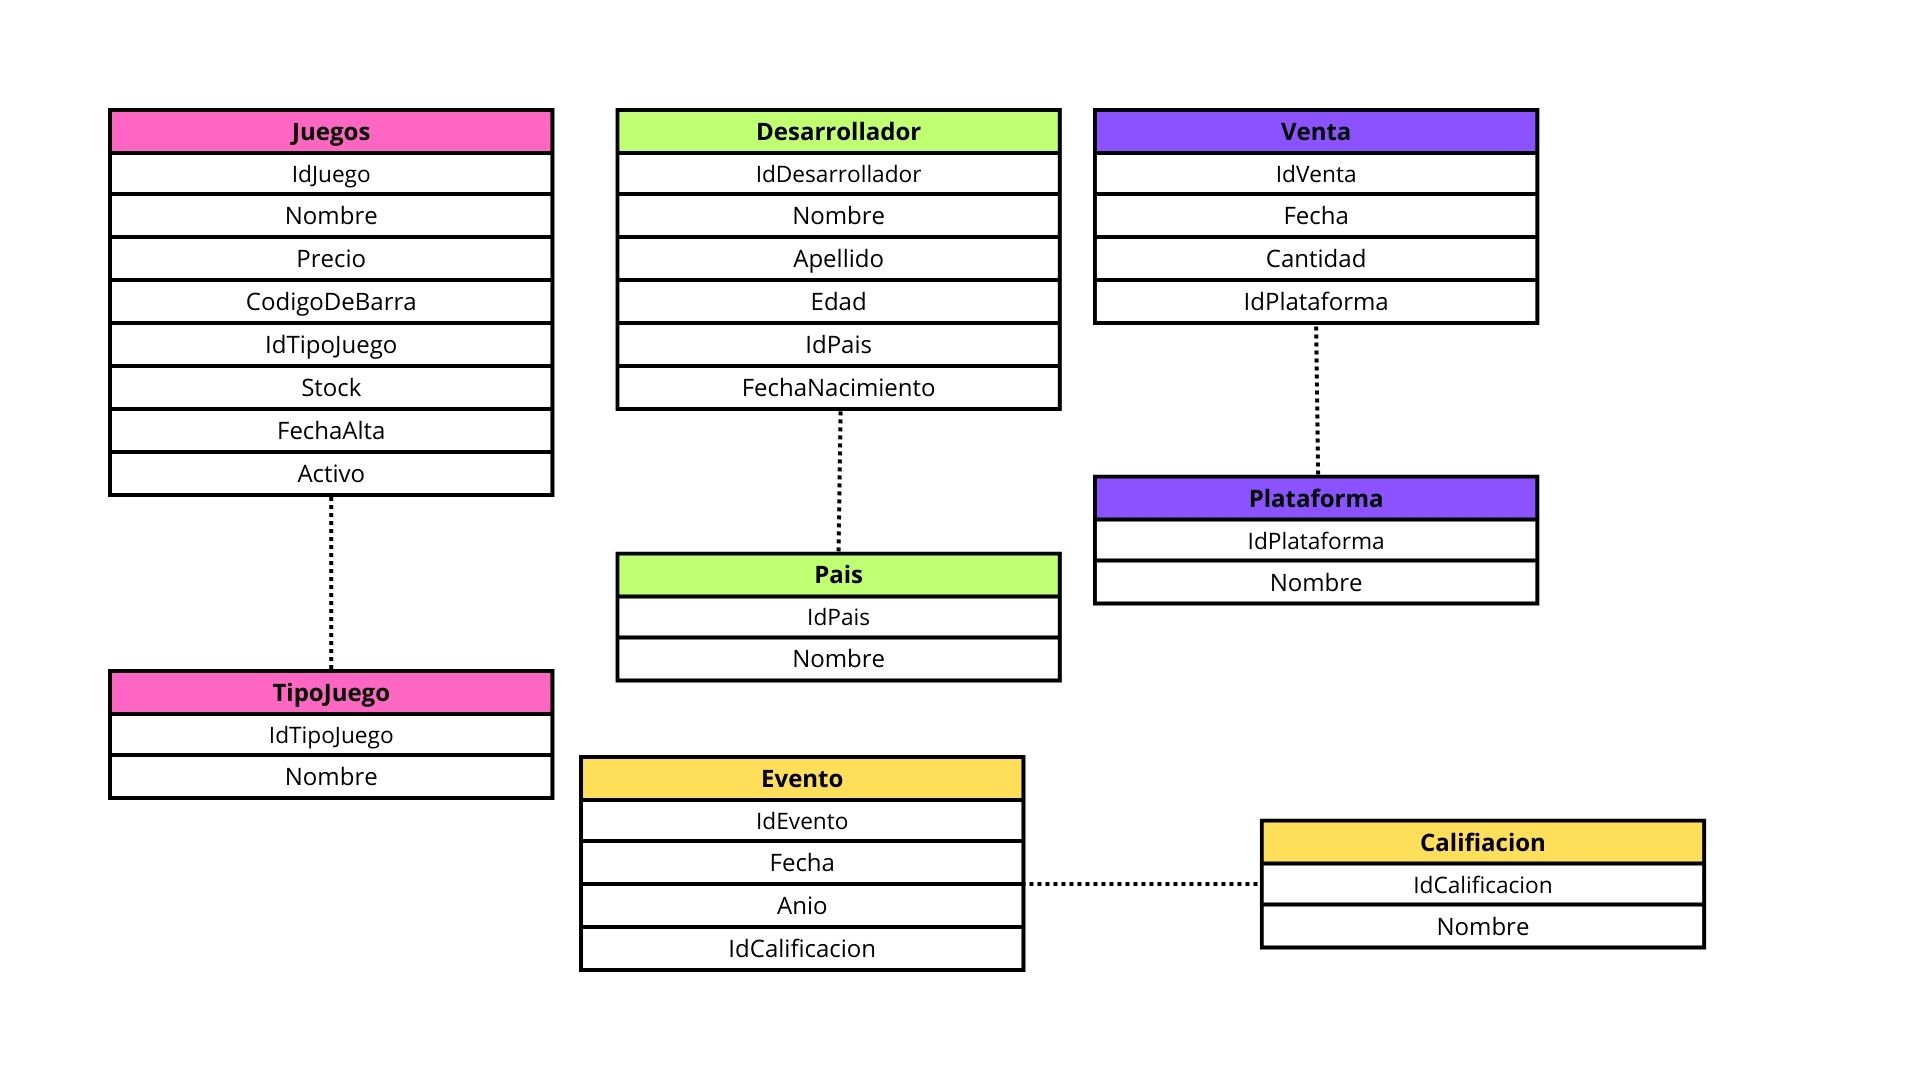 Juegos
IdJuego
Nombre
Precio
CodigoDeBarra
IdTipoJuego
Stock
FechaAlta
Activo
TipoJuego
IdTipoJuego
Nombre
Desarrollador
IdDesarrollador
Nombre
Apellido
Edad
IdPais
FechaNacimiento
Pais
IdPais
Nombre
Venta
IdVenta
Fecha
Cantidad
IdPlataforma
Plataforma
IdPlataforma
Nombre
Evento
IdEvento
Fecha
Anio
IdCalificacion
Califiacion
IdCalificacion
Nombre